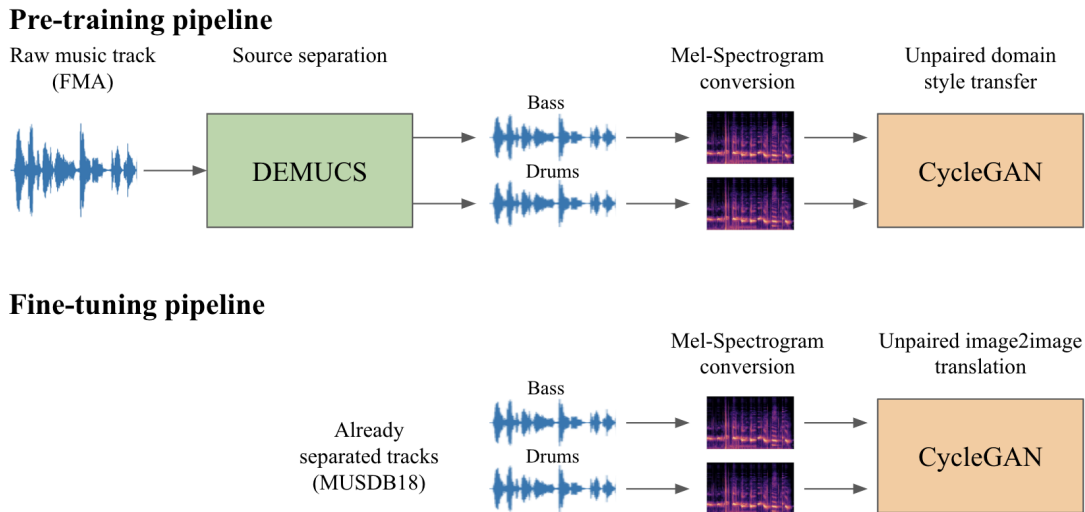 Pre-training pipeline
Raw music track
(FMA)
Source separation
Mel-Spectrogram
conversion
Unpaired domain
style transfer
Bass
DEMUCS
Drums
CycleGAN
Fine-tuning pipeline
Mel-Spectrogram
conversion
Unpaired image2image
translation
Bass
Already
separated tracks
(MUSDB18)
Drums
CycleGAN